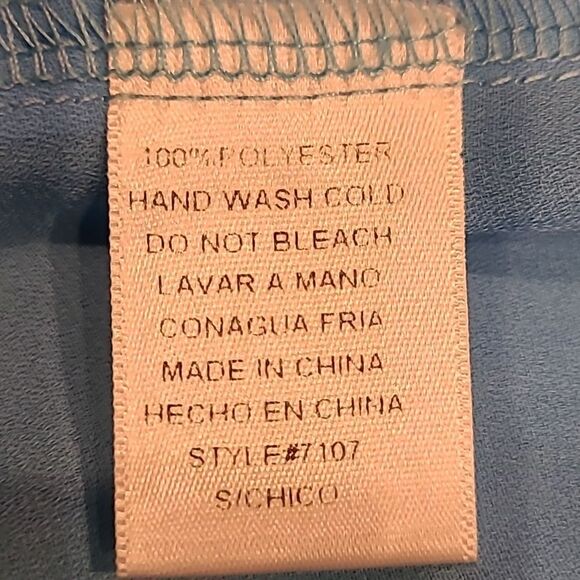 100% POLYESTER
HAND WASH COLD
DO NOT BLEACH
LAVAR A MANO
CONAGUA FRIA
MADE IN CHINA
HECHO EN CHINA
STYLE#7107
S/CHICO